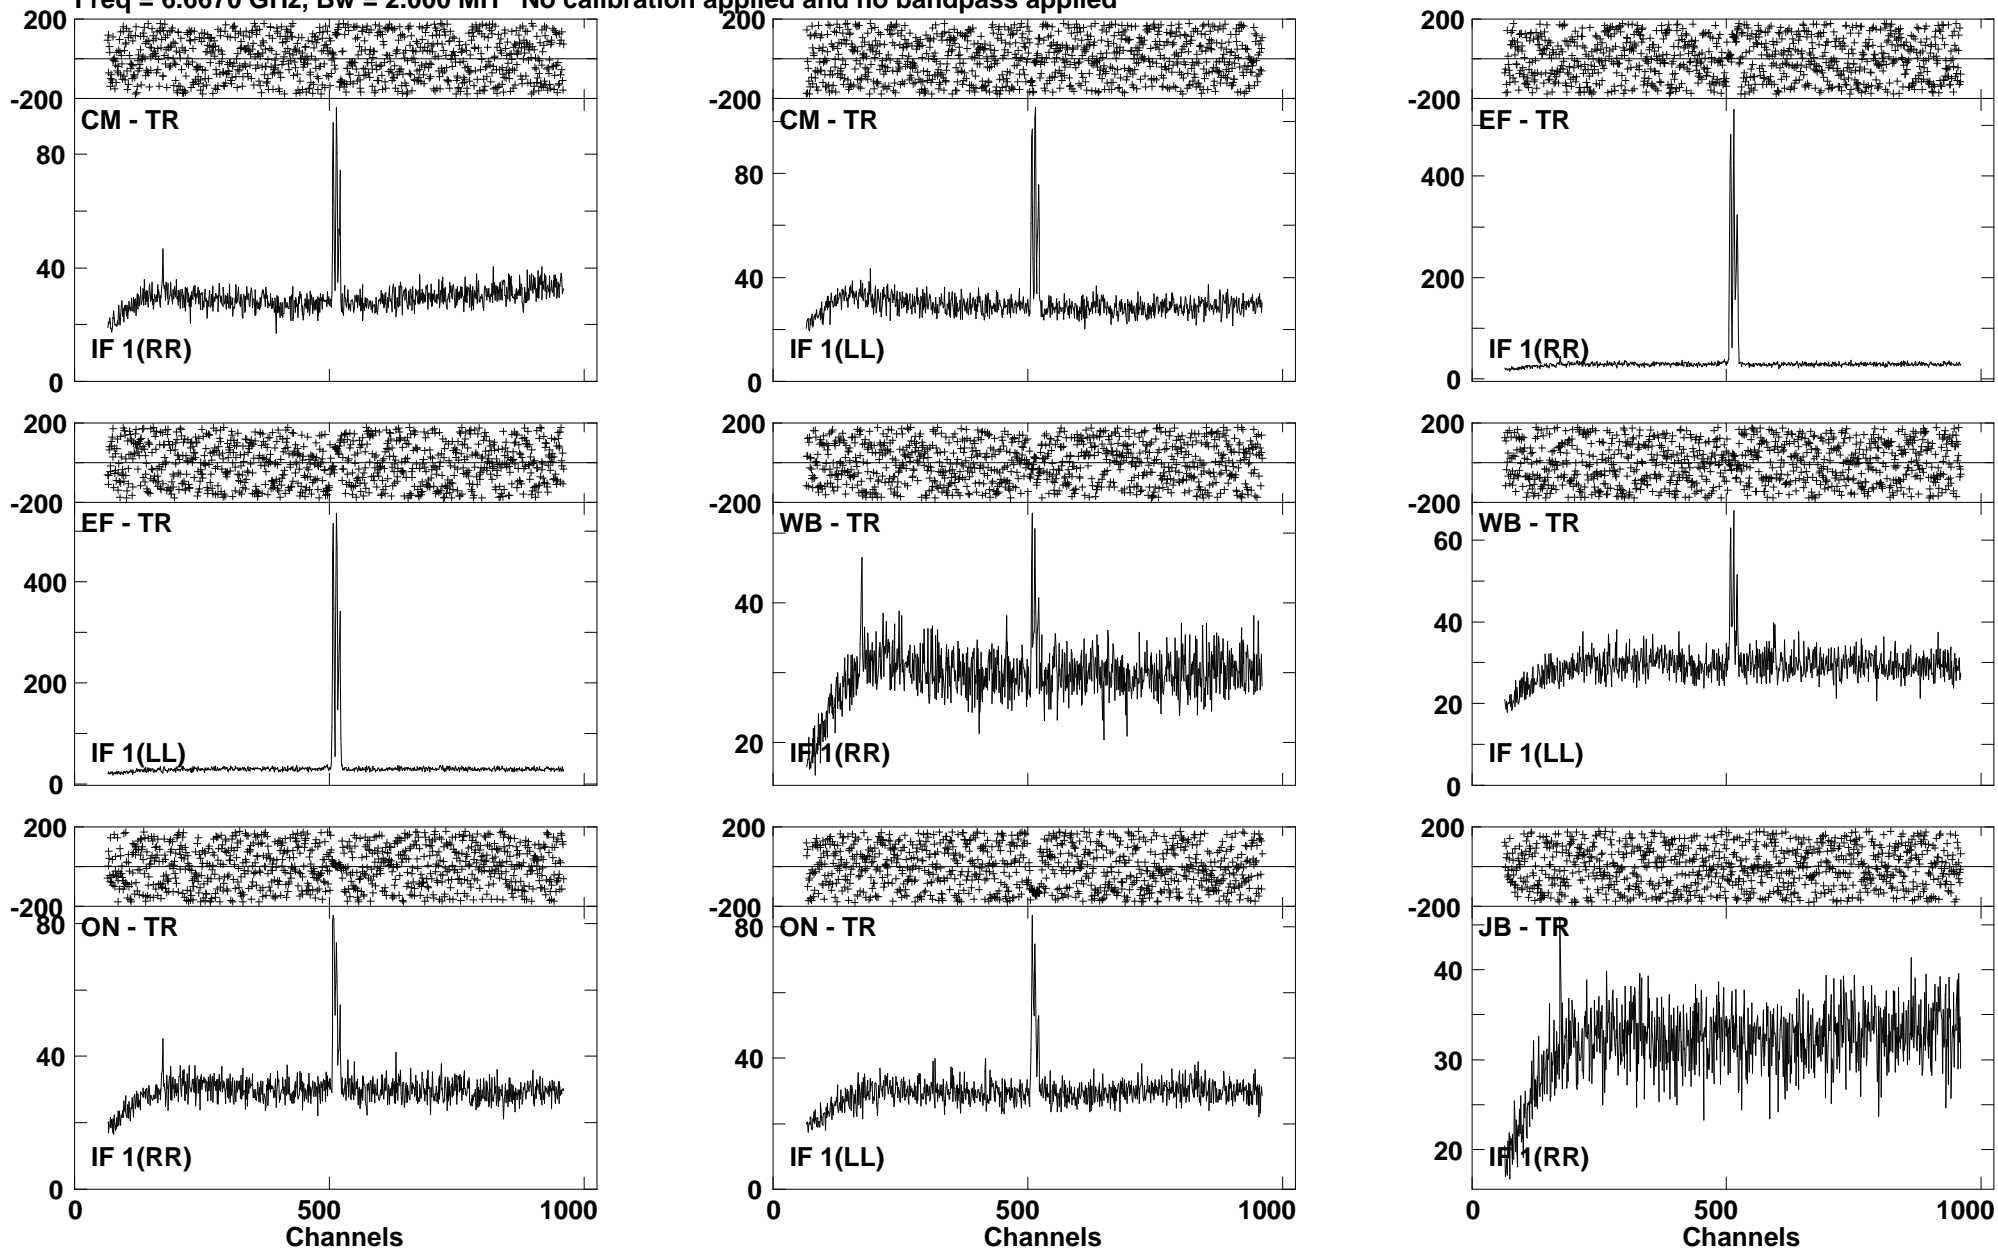 Freq = 6.6670 GHz, Bw = 2.000 MH No calibration applied and no bandpass applied
200
-200
CM - TR
80
40
0
IF 1(RR)
200
-200
CM - TR
80
40
0
IF 1(LL)
200
-200
EF - TR
400
200
0
IF 1(RR)
200
-200
EF - TR
400
200
0
IF 1(LL)
200
-200
WB - TR
40
20
IF 1(RR)
200
-200
WB - TR
60
40
20
0
IF 1(LL)
200
-200
80
ON - TR
40
0
IF 1(RR)
0 500 1000
Channels
200
-200
80
ON - TR
40
0
IF 1(LL)
0 500 1000
Channels
200
-200
JB - TR
40
30
20
IF 1(RR)
0 500 1000
Channels